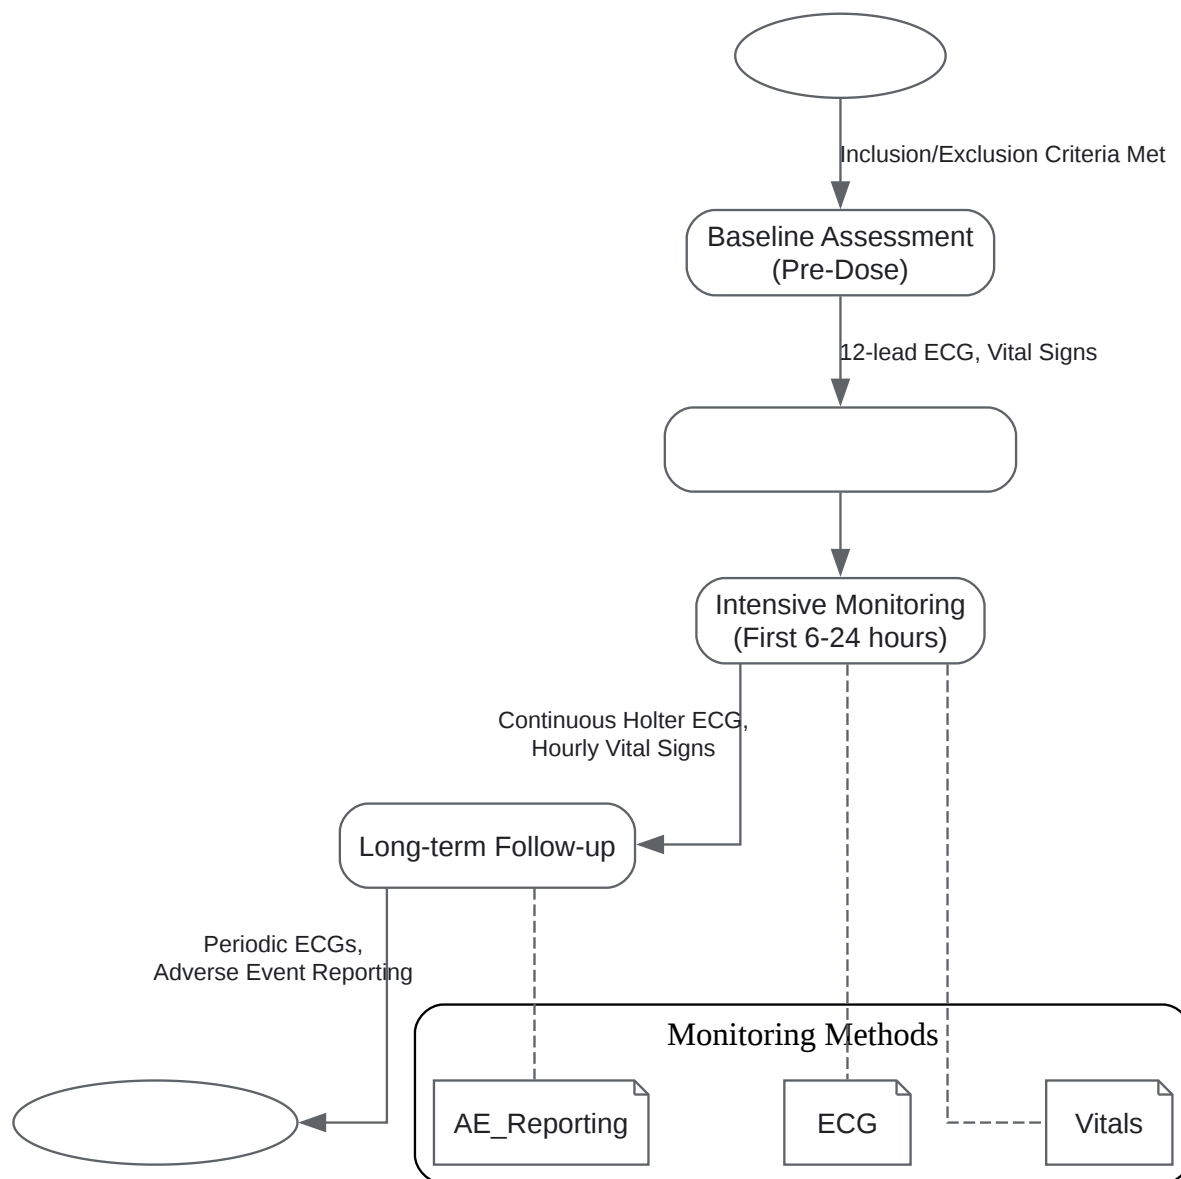 Inclusion/Exclusion Criteria Met
Baseline Assessment
(Pre-Dose)
12-lead ECG, Vital Signs
Intensive Monitoring
(First 6-24 hours)
Continuous Holter ECG,
Hourly Vital Signs
Long-term Follow-up
Periodic ECGs,
Adverse Event Reporting
Monitoring Methods
AE_Reporting
ECG
Vitals